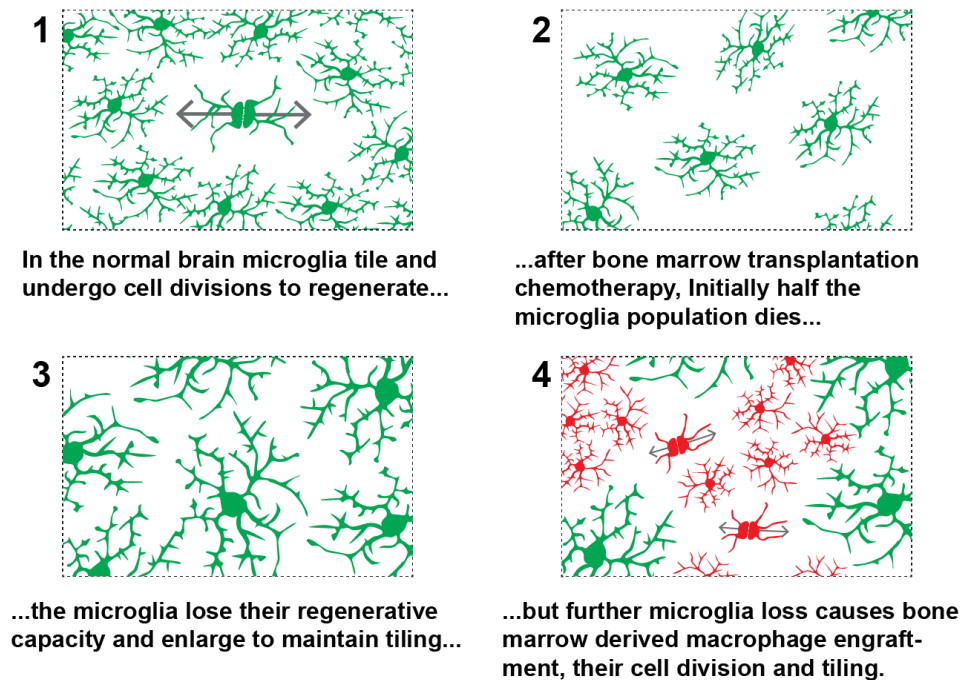 1
In the normal brain microglia tile and
undergo cell divisions to regenerate...
2
...after bone marrow transplantation
chemotherapy, Initially half the
microglia population dies...
3
...the microglia lose their regenerative
capacity and enlarge to maintain tiling...
4
...but further microglia loss causes bone
marrow derived macrophage engraft-
ment, their cell division and tiling.